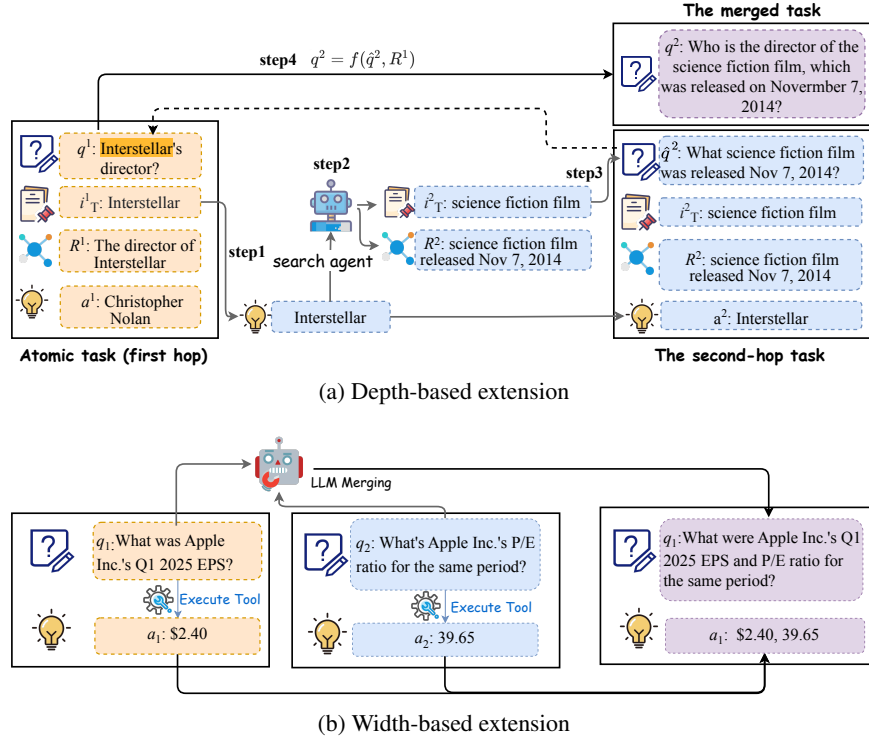 The merged task
step4 q² = f(q̂², R¹)
q²: Who is the director of the
science fiction film, which
was released on Novermber 7,
2014?
q¹: Interstellar's
director?
i¹_T: Interstellar
R¹: The director of
Interstellar
a¹: Christopher
Nolan
Atomic task (first hop)
step1
step2
search agent
Interstellar
i²_T: science fiction film
R²: science fiction film
released Nov 7, 2014
step3
q̂²: What science fiction film
was released Nov 7, 2014?
i²_T: science fiction film
R²: science fiction film
released Nov 7, 2014
a²: Interstellar
The second-hop task
(a) Depth-based extension
LLM Merging
q₁:What was Apple
Inc.'s Q1 2025 EPS?
Execute Tool
a₁: $2.40
q₂: What's Apple Inc.'s P/E
ratio for the same period?
Execute Tool
a₂: 39.65
q₁:What were Apple Inc.'s Q1
2025 EPS and P/E ratio for
the same period?
a₁: $2.40, 39.65
(b) Width-based extension